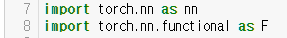 7 import torch.nn as nn
8 import torch.nn.functional as F